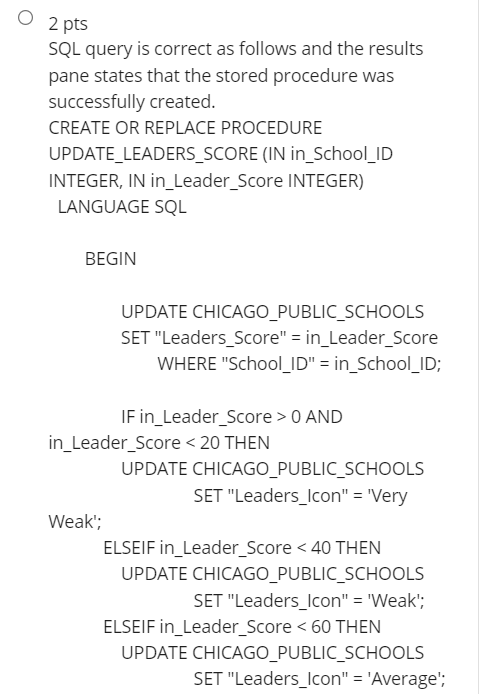 2 pts
SQL query is correct as follows and the results
pane states that the stored procedure was
successfully created.
CREATE OR REPLACE PROCEDURE
UPDATE_LEADERS_SCORE (IN in_School_ID
INTEGER, IN in_Leader_Score INTEGER)
LANGUAGE SQL
BEGIN
UPDATE CHICAGO_PUBLIC_SCHOOLS
SET "Leaders_Score" = in_Leader_Score
WHERE "School_ID" = in_School_ID;
IF in_Leader_Score > 0 AND
in_Leader_Score < 20 THEN
UPDATE CHICAGO_PUBLIC_SCHOOLS
SET "Leaders_Icon" = 'Very
Weak';
ELSEIF in_Leader_Score < 40 THEN
UPDATE CHICAGO_PUBLIC_SCHOOLS
SET "Leaders_Icon" = 'Weak';
ELSEIF in_Leader_Score < 60 THEN
UPDATE CHICAGO_PUBLIC_SCHOOLS
SET "Leaders_Icon" = 'Average';